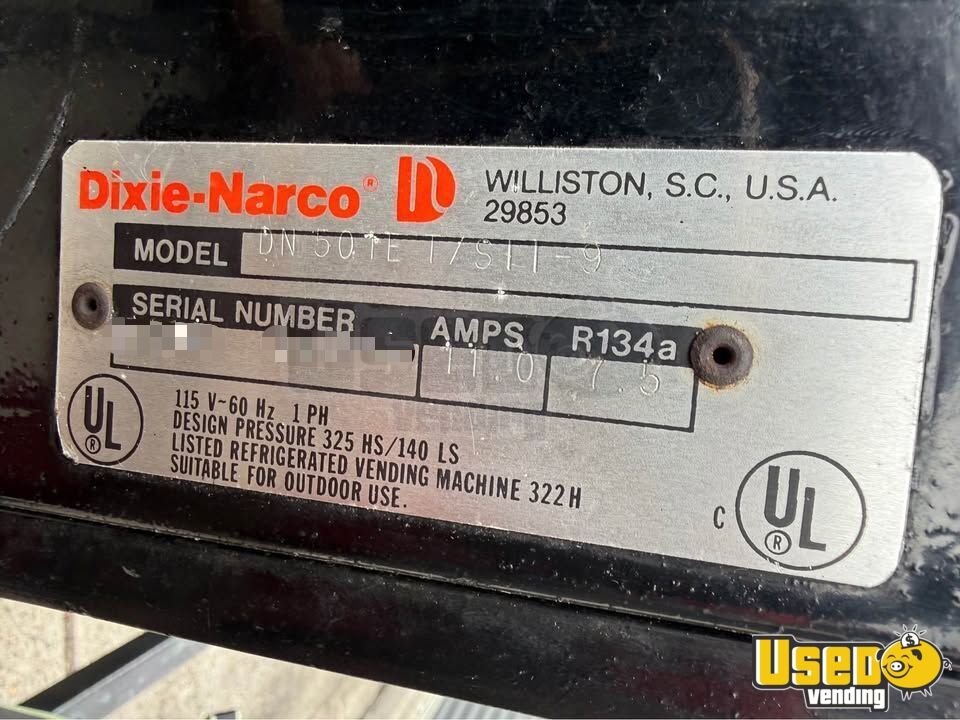 Dixie-Narco®
WILLISTON, S.C., U.S.A.
29853
MODEL DN 501E T/SII-9
SERIAL NUMBER AMPS R134a
11.0 7.5
115 V~60 Hz 1 PH
DESIGN PRESSURE 325 HS/140 LS
LISTED REFRIGERATED VENDING MACHINE 322H
SUITABLE FOR OUTDOOR USE.
UL ®
C UL ®
USED
vending